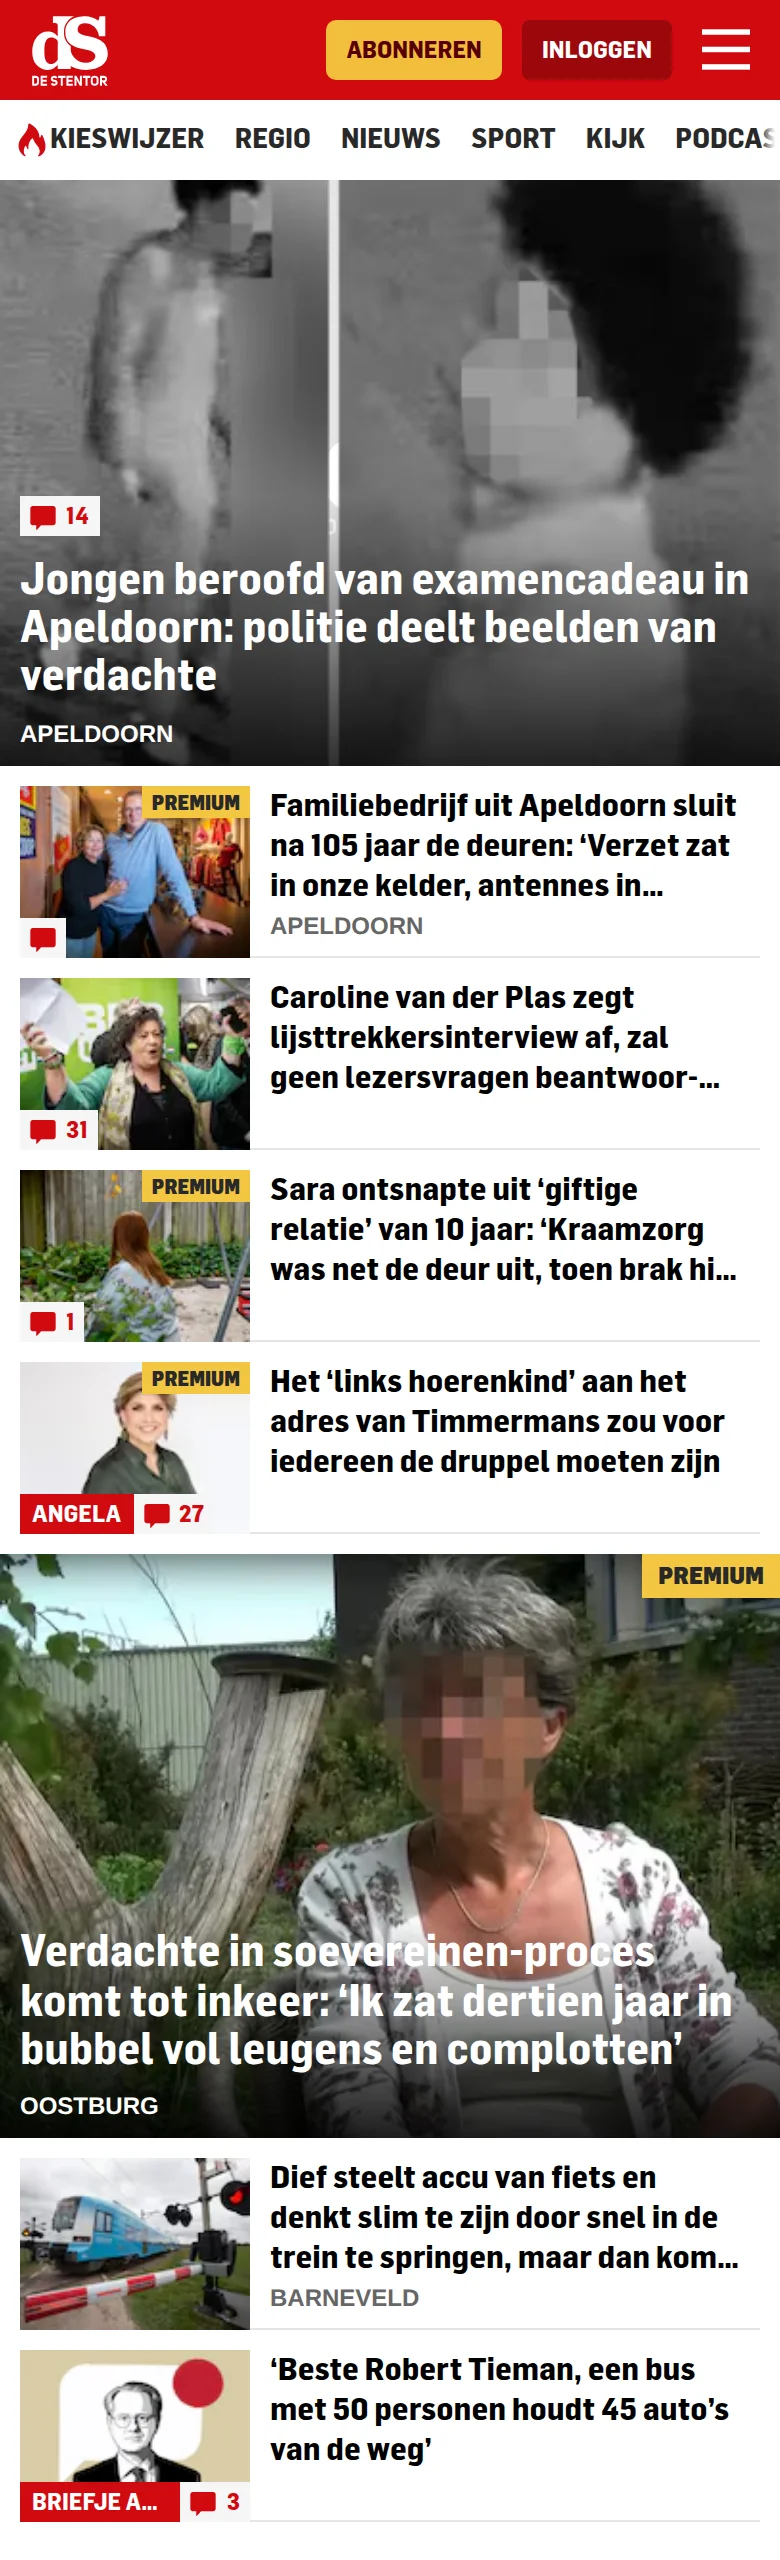 dS
DE STENTOR
ABONNEREN
INLOGGEN
KIESWIJZER REGIO NIEUWS SPORT KIJK PODCAS
14
Jongen beroofd van examencadeau in
Apeldoorn: politie deelt beelden van
verdachte
APELDOORN
PREMIUM
Familiebedrijf uit Apeldoorn sluit
na 105 jaar de deuren: ‘Verzet zat
in onze kelder, antennes in...
APELDOORN
Caroline van der Plas zegt
lijsttrekkersinterview af, zal
geen lezersvragen beantwoor-...
31
PREMIUM
Sara ontsnapte uit ‘giftige
relatie’ van 10 jaar: ‘Kraamzorg
was net de deur uit, toen brak hi...
1
PREMIUM
Het ‘links hoerenkind’ aan het
adres van Timmermans zou voor
iedereen de druppel moeten zijn
ANGELA
27
PREMIUM
Verdachte in soevereinen-proces
komt tot inkeer: ‘Ik zat dertien jaar in
bubbel vol leugens en complotten’
OOSTBURG
Dief steelt accu van fiets en
denkt slim te zijn door snel in de
trein te springen, maar dan kom...
BARNEVELD
‘Beste Robert Tieman, een bus
met 50 personen houdt 45 auto’s
van de weg’
BRIEFJE A...
3